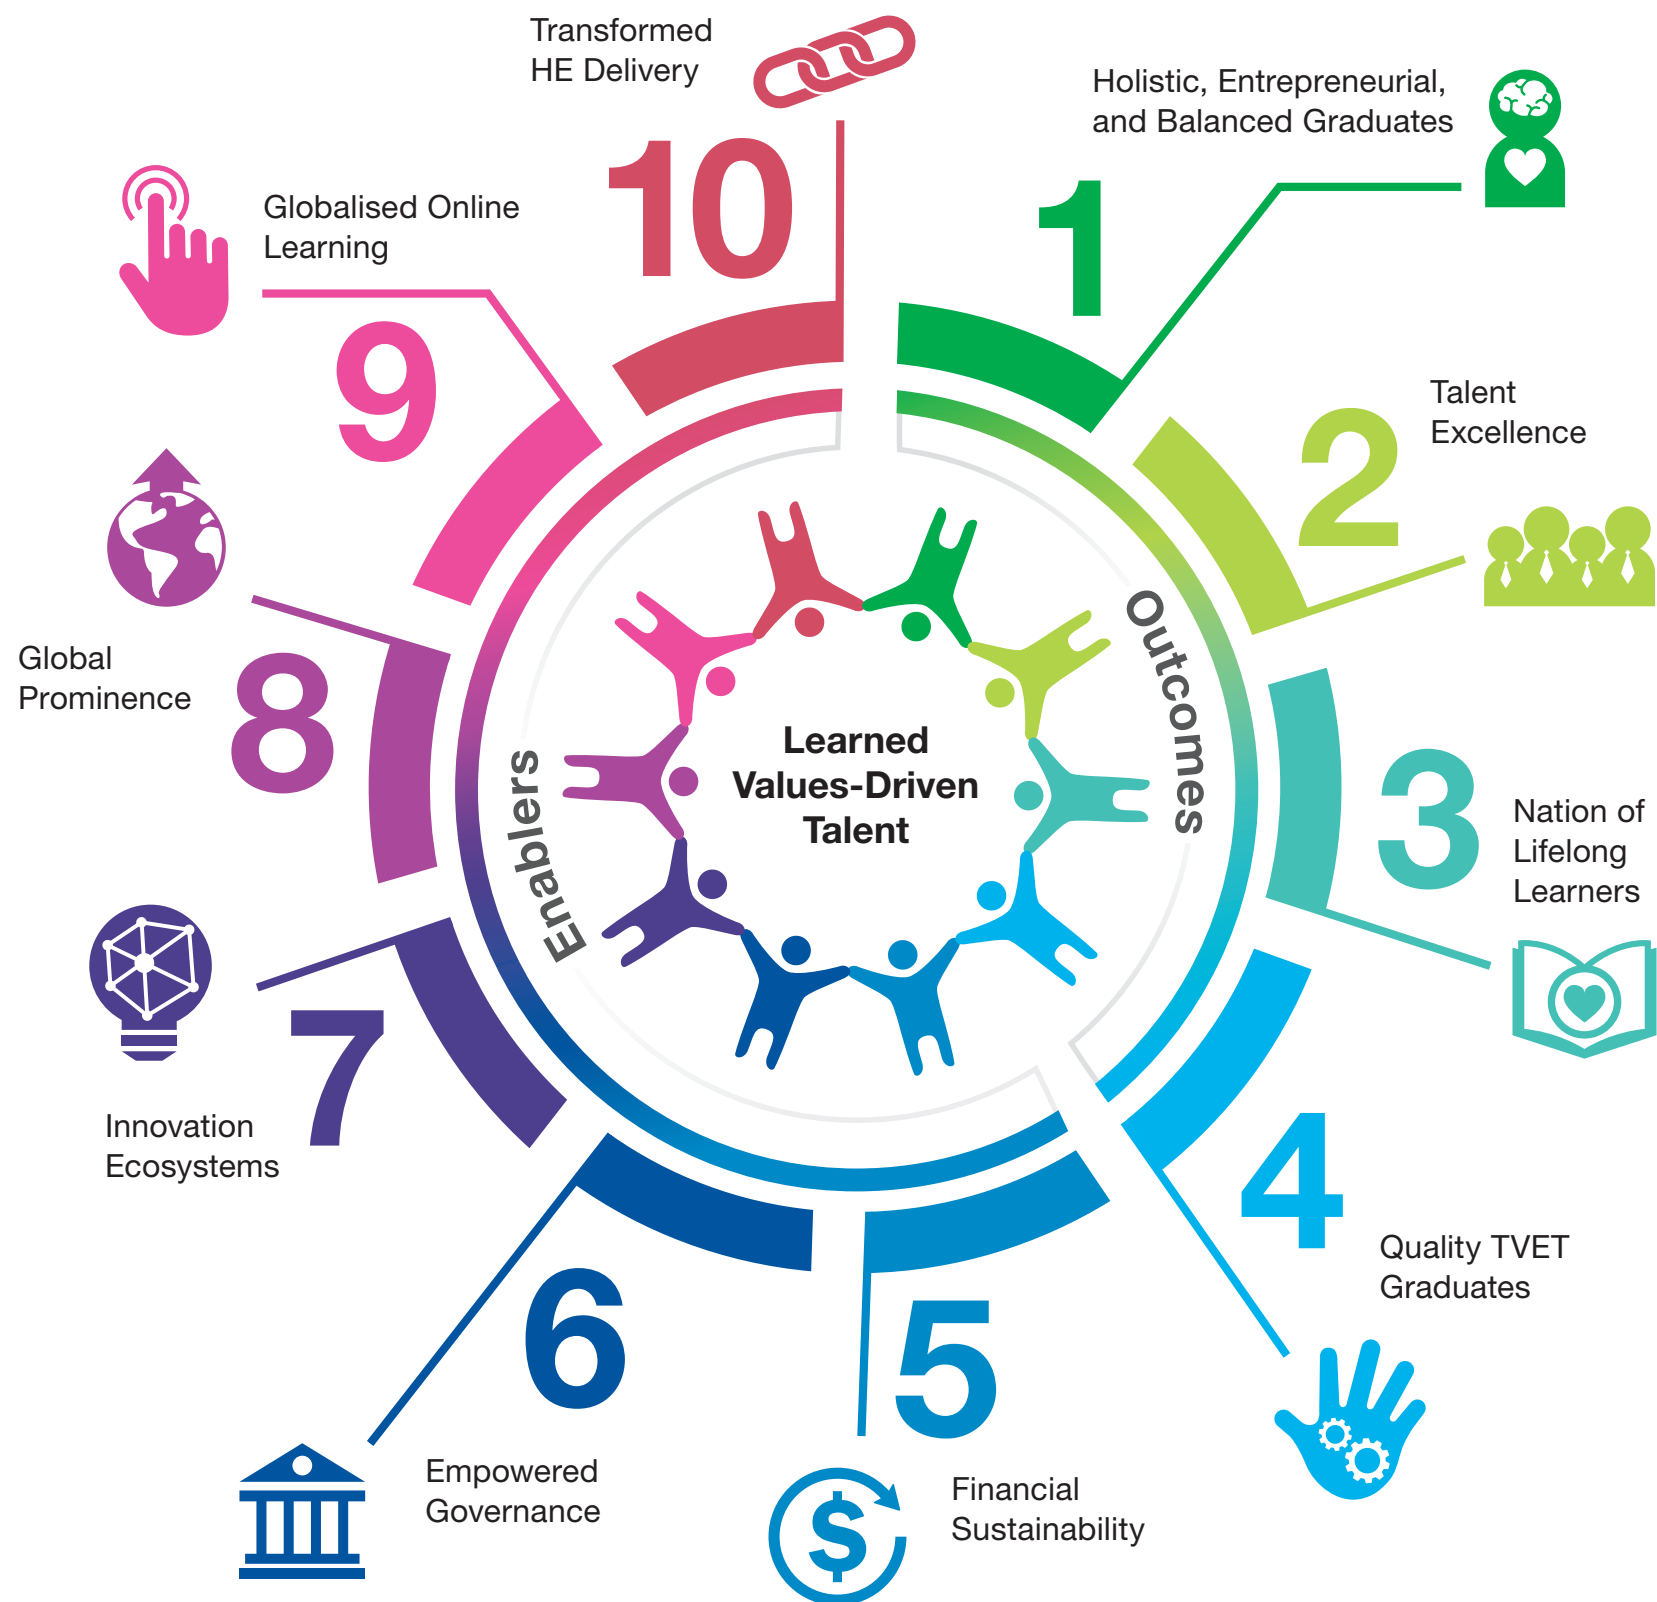 Transformed
HE Delivery
10
Holistic, Entrepreneurial,
and Balanced Graduates
1
Talent
Excellence
2
Nation of
Lifelong
Learners
3
Quality TVET
Graduates
4
Financial
Sustainability
5
Empowered
Governance
6
Innovation
Ecosystems
7
Global
Prominence
8
Globalised Online
Learning
9
Outcomes
Enablers
Learned
Values-Driven
Talent
$